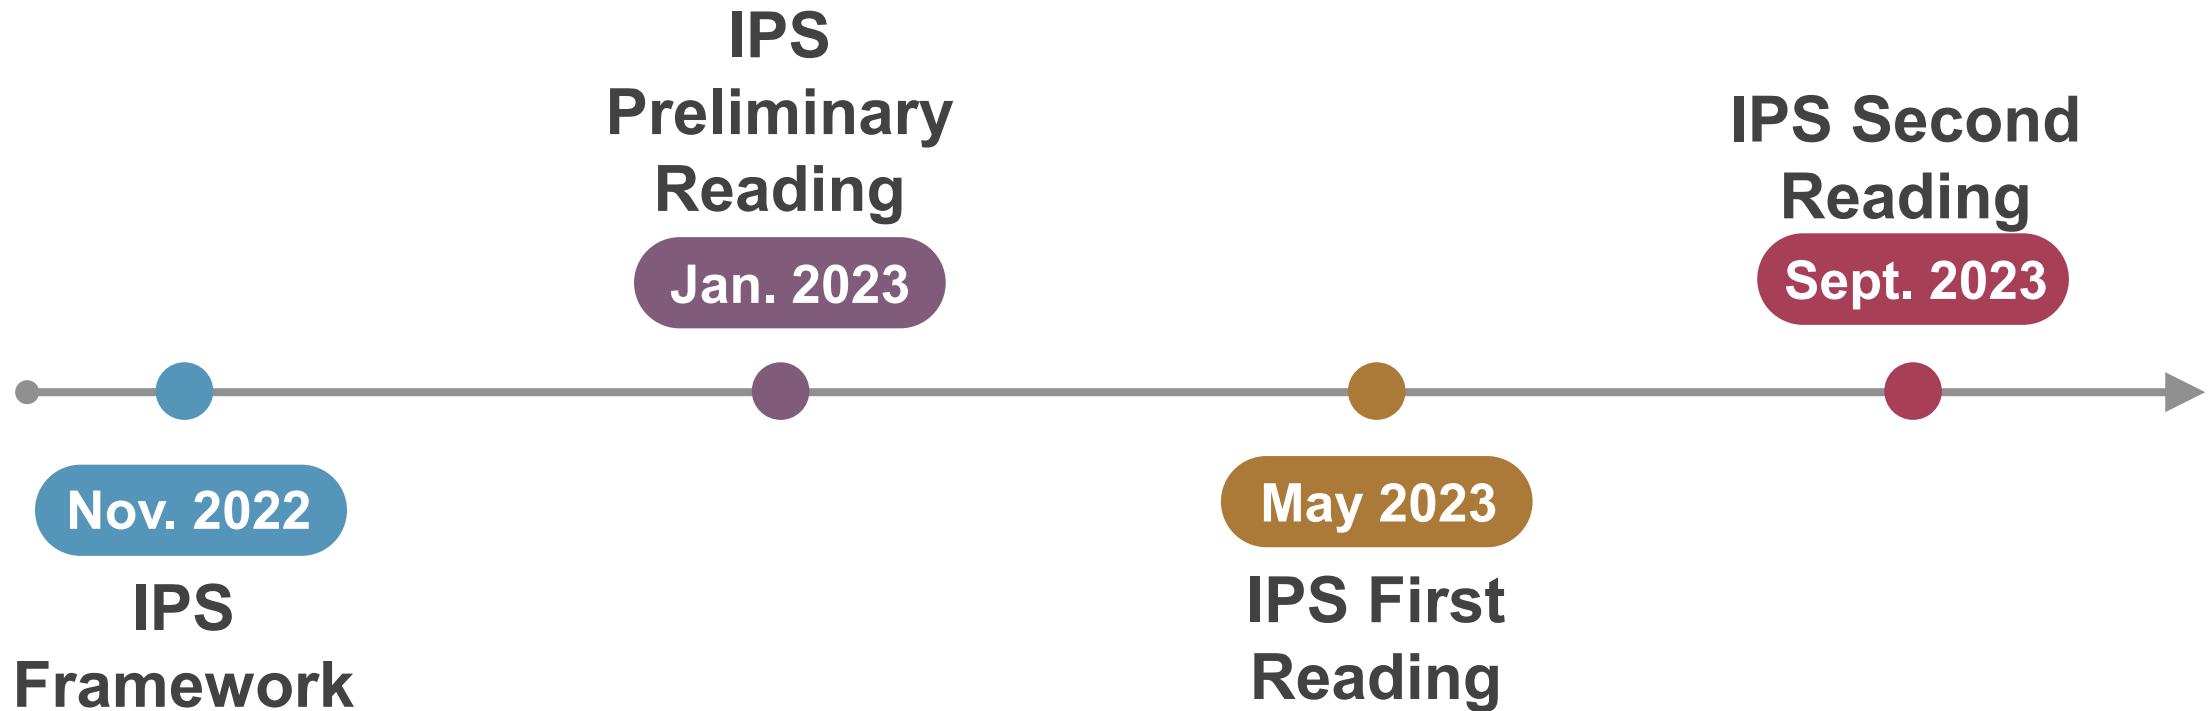 Nov. 2022
IPS
Framework
IPS
Preliminary
Reading
Jan. 2023
May 2023
IPS First
Reading
IPS Second
Reading
Sept. 2023